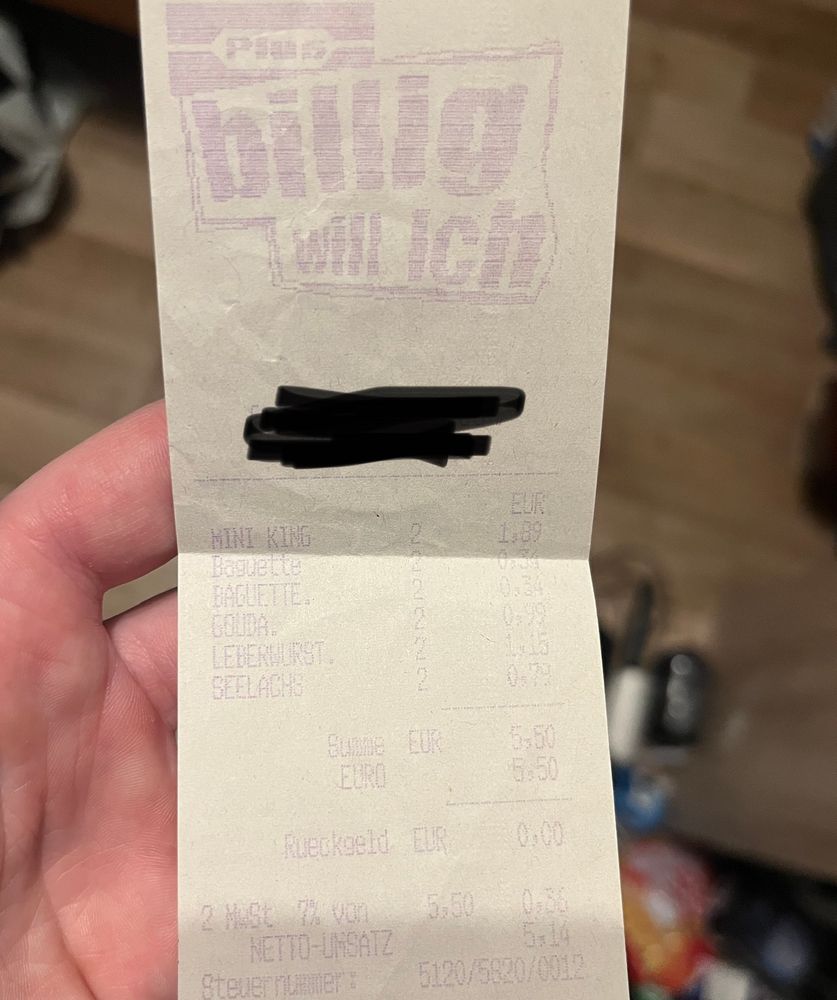 Plus
billig
will ich
EUR
MINI KING 2 1,89
Baguette 2 0,34
BAGUETTE. 2 0,34
GOUDA. 2 0,99
LEBERWURST. 2 1,15
SEELACHS 2 0,79
Summe EUR 5,50
EURO 5,50
Rueckgeld EUR 0,00
2 MwSt 7% von 5,50 0,36
NETTO-UMSATZ 5,14
Steuernummer: 5120/5820/0012